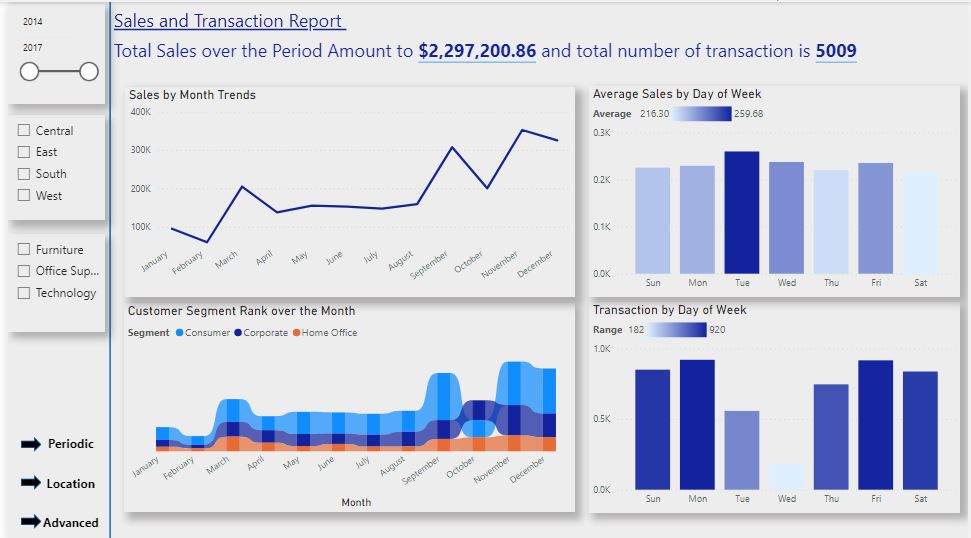 2014
2017
Central
East
South
West
Furniture
Office Sup...
Technology
Periodic
Location
Advanced
Sales and Transaction Report
Total Sales over the Period Amount to $2,297,200.86 and total number of transaction is 5009
Sales by Month Trends
400K
300K
200K
100K
January February March April May June July August September October November December
Average Sales by Day of Week
Average 216.30 259.68
0.3K
0.2K
0.1K
0.0K
Sun Mon Tue Wed Thu Fri Sat
Customer Segment Rank over the Month
Segment Consumer Corporate Home Office
January February March April May June July August September October November December
Month
Transaction by Day of Week
Range 182 920
1.0K
0.5K
0.0K
Sun Mon Tue Wed Thu Fri Sat